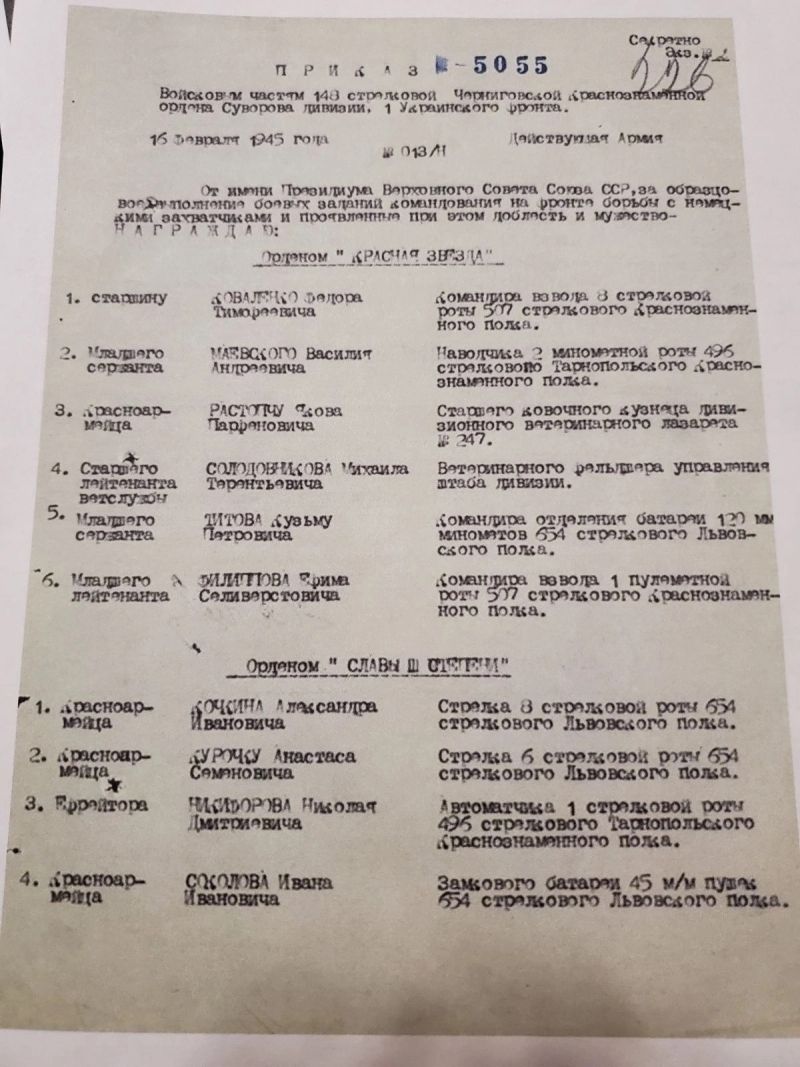 Секретно
Экз. № 2
226
П Р И К А З № - 5055
Войсковым частям 148 стрелковой Черниговской Краснознаменной
ордена Суворова дивизии, 1 Украинского фронта.
16 февраля 1945 года Действующая Армия
№ 013/Н
От имени Президиума Верховного Совета Союза ССР, за образцо-
вое выполнение боевых заданий командования на фронте борьбы с немец-
кими захватчиками и проявленные при этом доблесть и мужество-
Н А Г Р А Ж Д А Ю:
Орденом " КРАСНАЯ ЗВЕЗДА"
1. старшину КОВАЛЕНКО Федора Командира взвода 8 стрелковой
Тимофеевича роты 507 стрелкового Краснознамен-
ного полка.
2. Младшего МАЕВСКОГО Василия Наводчика 2 минометной роты 496
сержанта Андреевича стрелкового Тарнопольского Красно-
знаменного полка.
3. Красноар- РАСТОПЧУ Якова Старшего ковочного кузнеца диви-
мейца Парфеновича зионного ветеринарного лазарета
№ 247.
4. Старшего СОЛОДОВНИКОВА Михаила Ветеринарного фельдшера управления
лейтенанта Терентьевича штаба дивизии.
ветслужбы
5. Младшего ТИТОВА Кузьму Командира отделения батареи 120 мм
сержанта Петровича минометов 654 стрелкового Львов-
ского полка.
6. Младшего ФИЛИППОВА Ефима Командира взвода 1 пулеметной
лейтенанта Селиверстовича роты 507 стрелкового Краснознамен-
ного полка.
Орденом " СЛАВЫ Ш СТЕПЕНИ"
1. Красноар- КОЧКИНА Александра Стрелка 8 стрелковой роты 654
мейца Ивановича стрелкового Львовского полка.
2. Красноар- КУРОЧКУ Анастаса Стрелка 6 стрелковой роты 654
мейца Семеновича стрелкового Львовского полка.
3. Ефрейтора НИКИФОРОВА Николая Автоматчика 1 стрелковой роты
Дмитриевича 496 стрелкового Тарнопольского
Краснознаменного полка.
4. Красноар- СОКОЛОВА Ивана Замкового батареи 45 м/м пушек
мейца Ивановича 654 стрелкового Львовского полка.